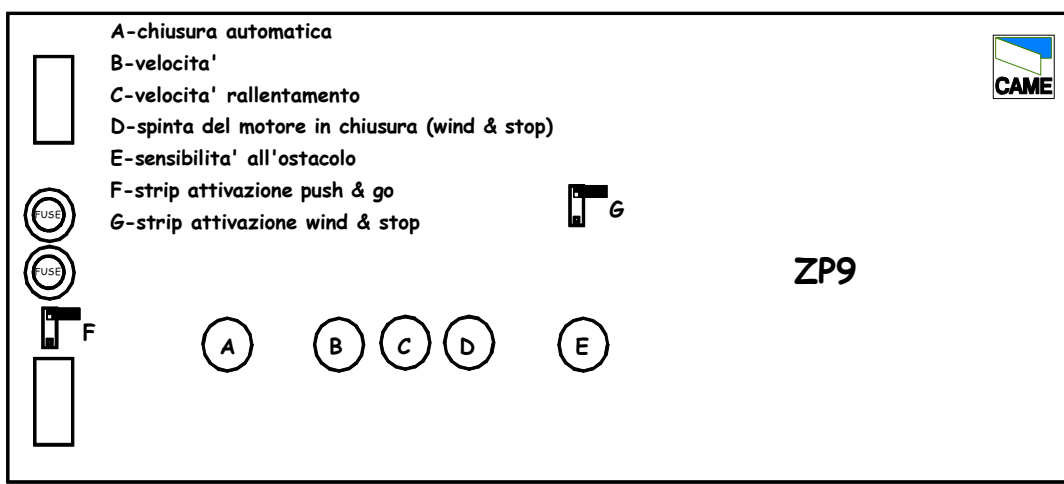 A-chiusura automatica
B-velocita'
C-velocita' rallentamento
D-spinta del motore in chiusura (wind & stop)
E-sensibilita' all'ostacolo
F-strip attivazione push & go
G-strip attivazione wind & stop
CAME
FUSE
G
FUSE
ZP9
F
A B C D E